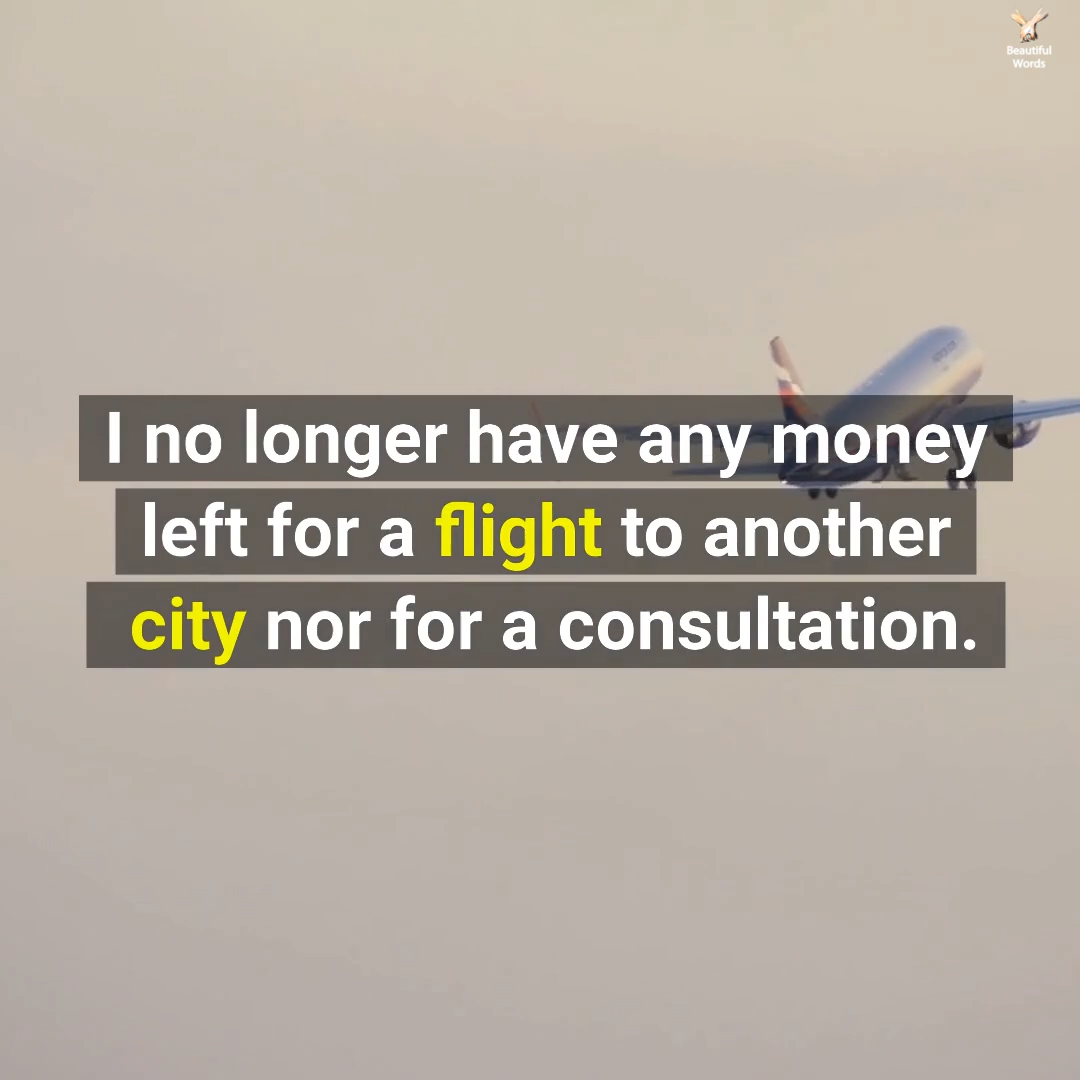 Beautiful
Words
I no longer have any money
left for a flight to another
city nor for a consultation.